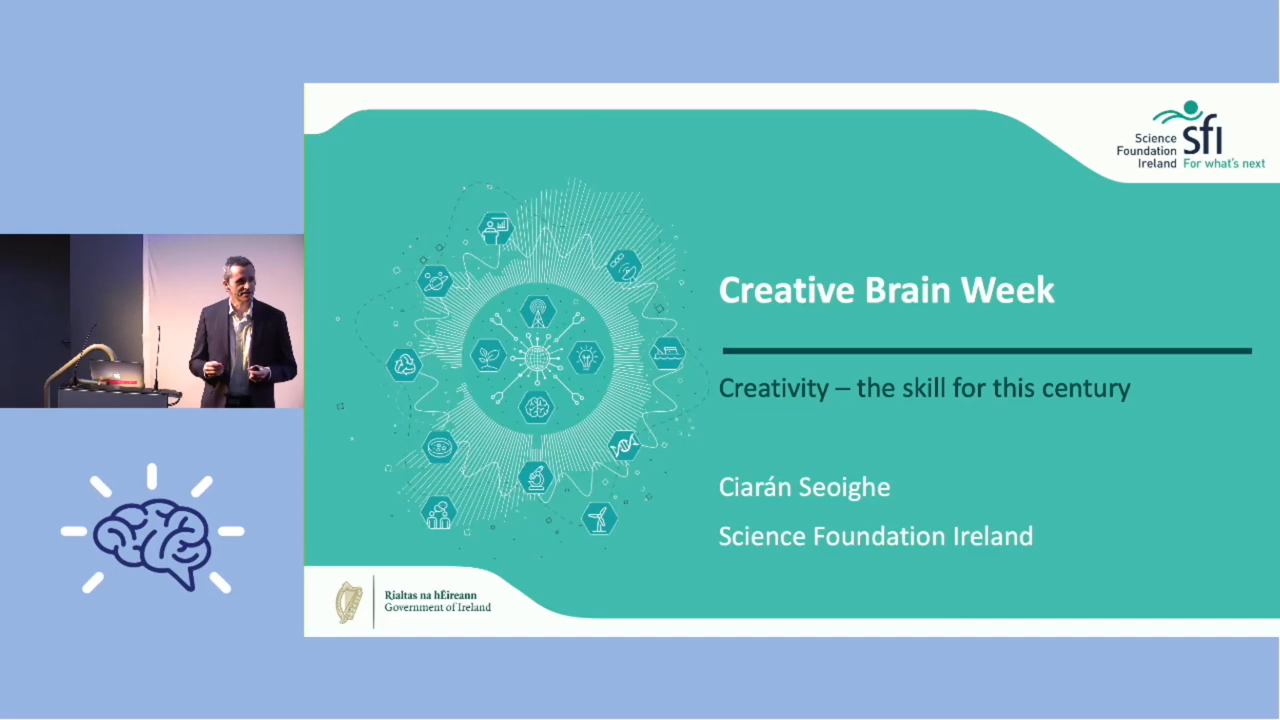 Science
Foundation
Ireland
sfi
For what's next
Creative Brain Week
Creativity – the skill for this century
Ciarán Seoighe
Science Foundation Ireland
Rialtas na hÉireann
Government of Ireland